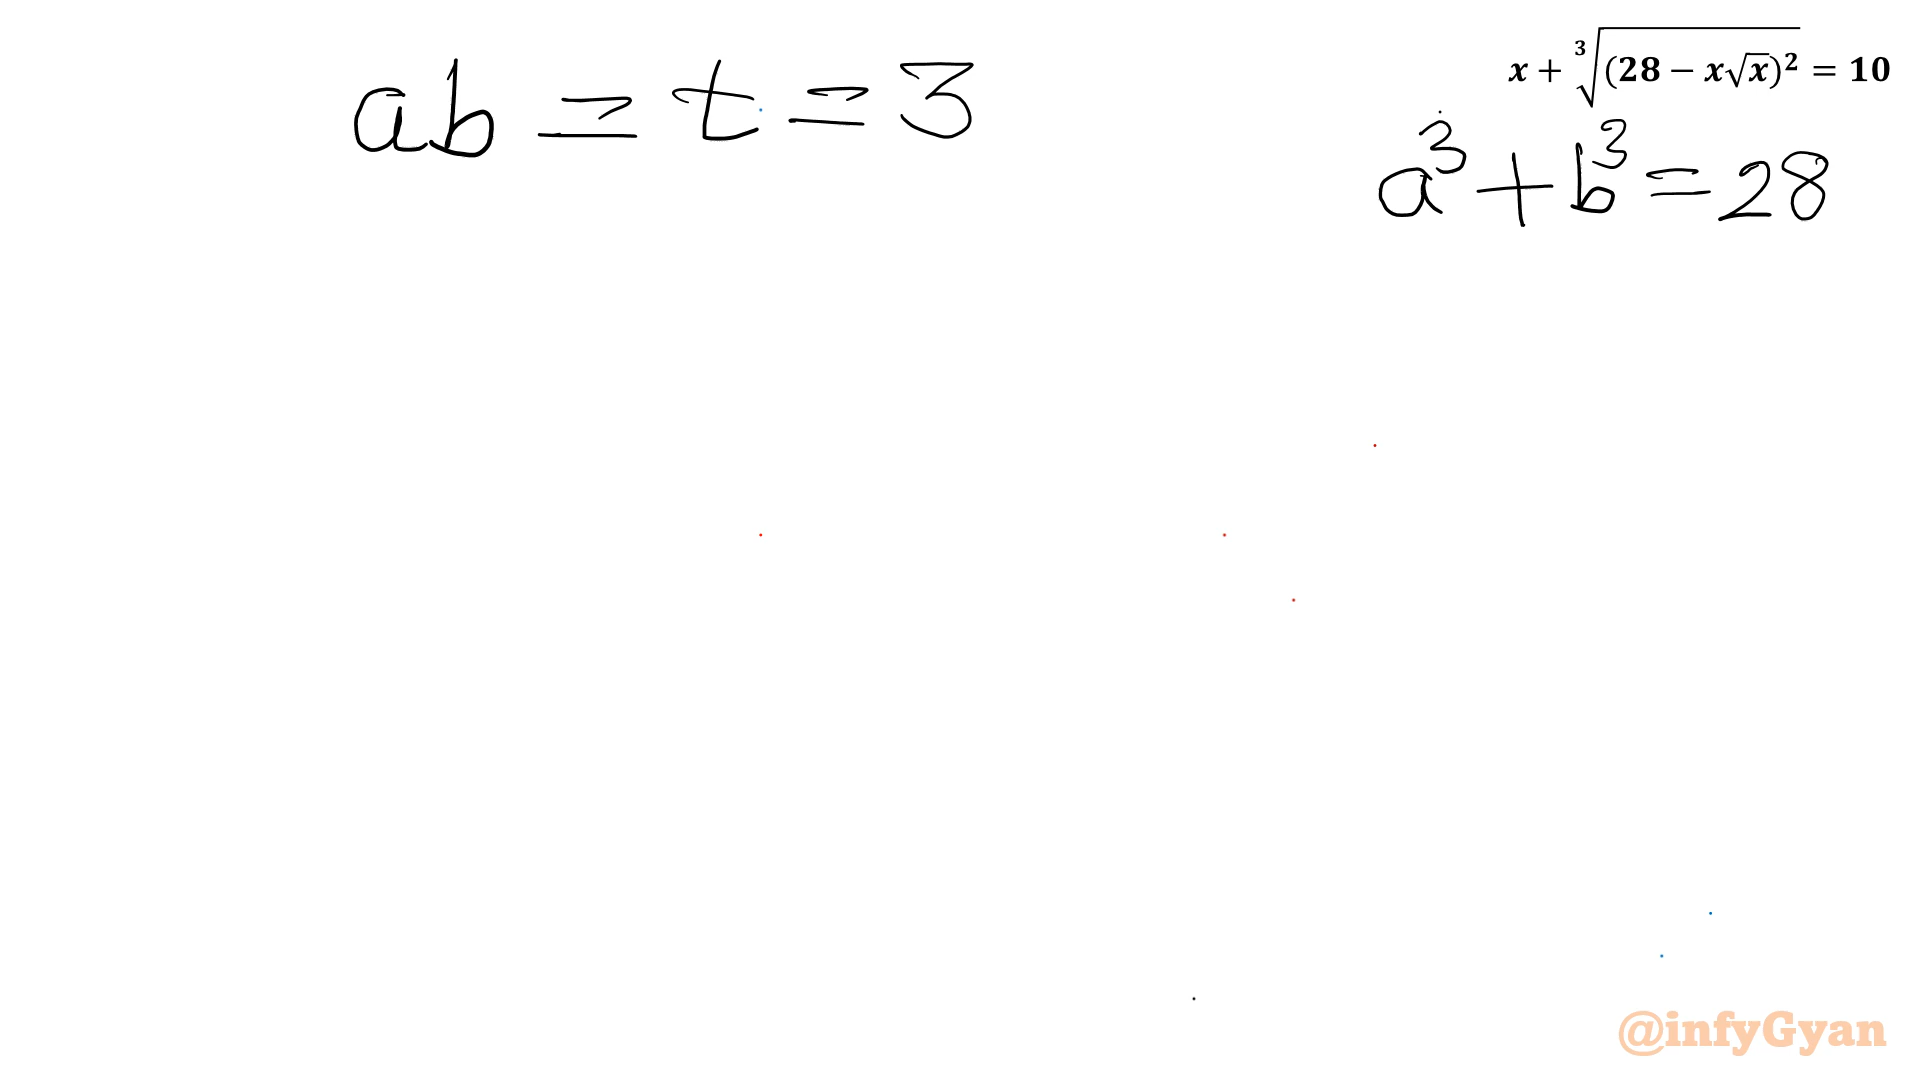 x + ∛(28 − x√x)² = 10
ab = t = 3
a³ + b³ = 28
@infyGyan